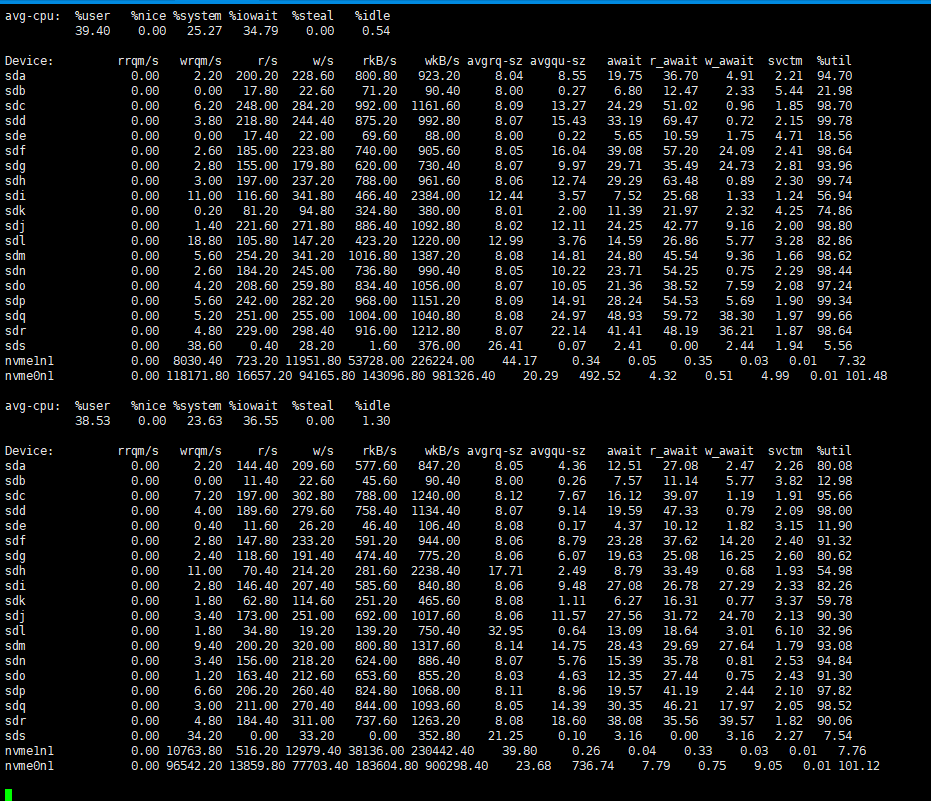 avg-cpu:  %user   %nice %system %iowait  %steal   %idle
          39.40    0.00   25.27   34.79    0.00    0.54
Device:         rrqm/s   wrqm/s     r/s     w/s    rkB/s    wkB/s avgrq-sz avgqu-sz   await r_await w_await  svctm  %util
sda               0.00     2.20  200.20  228.60   800.80   923.20     8.04     8.55   19.75   36.70    4.91   2.21  94.70
sdb               0.00     0.00   17.80   22.60    71.20    90.40     8.00     0.27    6.80   12.47    2.33   5.44  21.98
sdc               0.00     6.20  248.00  284.20   992.00  1161.60     8.09    13.27   24.29   51.02    0.96   1.85  98.70
sdd               0.00     3.80  218.80  244.40   875.20   992.80     8.07    15.43   33.19   69.47    0.72   2.15  99.78
sde               0.00     0.00   17.40   22.00    69.60    88.00     8.00     0.22    5.65   10.59    1.75   4.71  18.56
sdf               0.00     2.60  185.00  223.80   740.00   905.60     8.05    16.04   39.08   57.20   24.09   2.41  98.64
sdg               0.00     2.80  155.00  179.80   620.00   730.40     8.07     9.97   29.71   35.49   24.73   2.81  93.96
sdh               0.00     3.00  197.00  237.20   788.00   961.60     8.06    12.74   29.29   63.48    0.89   2.30  99.74
sdi               0.00    11.00  116.60  341.80   466.40  2384.00    12.44     3.57    7.52   25.68    1.33   1.24  56.94
sdk               0.00     0.20   81.20   94.80   324.80   380.00     8.01     2.00   11.39   21.97    2.32   4.25  74.86
sdj               0.00     1.40  221.60  271.80   886.40  1092.80     8.02    12.11   24.25   42.77    9.16   2.00  98.80
sdl               0.00    18.80  105.80  147.20   423.20  1220.00    12.99     3.76   14.59   26.86    5.77   3.28  82.86
sdm               0.00     5.60  254.20  341.20  1016.80  1387.20     8.08    14.81   24.80   45.54    9.36   1.66  98.62
sdn               0.00     2.60  184.20  245.00   736.80   990.40     8.05    10.22   23.71   54.25    0.75   2.29  98.44
sdo               0.00     4.20  208.60  259.80   834.40  1056.00     8.07    10.05   21.36   38.52    7.59   2.08  97.24
sdp               0.00     5.60  242.00  282.20   968.00  1151.20     8.09    14.91   28.24   54.53    5.69   1.90  99.34
sdq               0.00     5.20  251.00  255.00  1004.00  1040.80     8.08    24.97   48.93   59.72   38.30   1.97  99.66
sdr               0.00     4.80  229.00  298.40   916.00  1212.80     8.07    22.14   41.41   48.19   36.21   1.87  98.64
sds               0.00    38.60    0.40   28.20     1.60   376.00    26.41     0.07    2.41    0.00    2.44   1.94   5.56
nvme1n1           0.00  8030.40  723.20 11951.80 53728.00 226224.00    44.17     0.34    0.05    0.35    0.03   0.01   7.32
nvme0n1           0.00 118171.80 16657.20 94165.80 143096.80 981326.40    20.29   492.52    4.32    0.51    4.99   0.01 101.48
avg-cpu:  %user   %nice %system %iowait  %steal   %idle
          38.53    0.00   23.63   36.55    0.00    1.30
Device:         rrqm/s   wrqm/s     r/s     w/s    rkB/s    wkB/s avgrq-sz avgqu-sz   await r_await w_await  svctm  %util
sda               0.00     2.20  144.40  209.60   577.60   847.20     8.05     4.36   12.51   27.08    2.47   2.26  80.08
sdb               0.00     0.00   11.40   22.60    45.60    90.40     8.00     0.26    7.57   11.14    5.77   3.82  12.98
sdc               0.00     7.20  197.00  302.80   788.00  1240.00     8.12     7.67   16.12   39.07    1.19   1.91  95.66
sdd               0.00     4.00  189.60  279.60   758.40  1134.40     8.07     9.14   19.59   47.33    0.79   2.09  98.00
sde               0.00     0.40   11.60   26.20    46.40   106.40     8.08     0.17    4.37   10.12    1.82   3.15  11.90
sdf               0.00     2.80  147.80  233.20   591.20   944.00     8.06     8.79   23.28   37.62   14.20   2.40  91.32
sdg               0.00     2.40  118.60  191.40   474.40   775.20     8.06     6.07   19.63   25.08   16.25   2.60  80.62
sdh               0.00    11.00   70.40  214.20   281.60  2238.40    17.71     2.49    8.79   33.49    0.68   1.93  54.98
sdi               0.00     2.80  146.40  207.40   585.60   840.80     8.06     9.48   27.08   26.78   27.29   2.33  82.26
sdk               0.00     1.80   62.80  114.60   251.20   465.60     8.08     1.11    6.27   16.31    0.77   3.37  59.78
sdj               0.00     3.40  173.00  251.00   692.00  1017.60     8.06    11.57   27.56   31.72   24.70   2.13  90.30
sdl               0.00     1.80   34.80   19.20   139.20   750.40    32.95     0.64   13.09   18.64    3.01   6.10  32.96
sdm               0.00     9.40  200.20  320.00   800.80  1317.60     8.14    14.75   28.43   29.69   27.64   1.79  93.08
sdn               0.00     3.40  156.00  218.20   624.00   886.40     8.07     5.76   15.39   35.78    0.81   2.53  94.84
sdo               0.00     1.20  163.40  212.60   653.60   855.20     8.03     4.63   12.35   27.44    0.75   2.43  91.30
sdp               0.00     6.60  206.20  260.40   824.80  1068.00     8.11     8.96   19.57   41.19    2.44   2.10  97.82
sdq               0.00     3.00  211.00  270.40   844.00  1093.60     8.05    14.39   30.35   46.21   17.97   2.05  98.52
sdr               0.00     4.80  184.40  311.00   737.60  1263.20     8.08    18.60   38.08   35.56   39.57   1.82  90.06
sds               0.00    34.20    0.00   33.20     0.00   352.80    21.25     0.10    3.16    0.00    3.16   2.27   7.54
nvme1n1           0.00 10763.80  516.20 12979.40 38136.00 230442.40    39.80     0.26    0.04    0.33    0.03   0.01   7.76
nvme0n1           0.00 96542.20 13859.80 77703.40 183604.80 900298.40    23.68   736.74    7.79    0.75    9.05   0.01 101.12